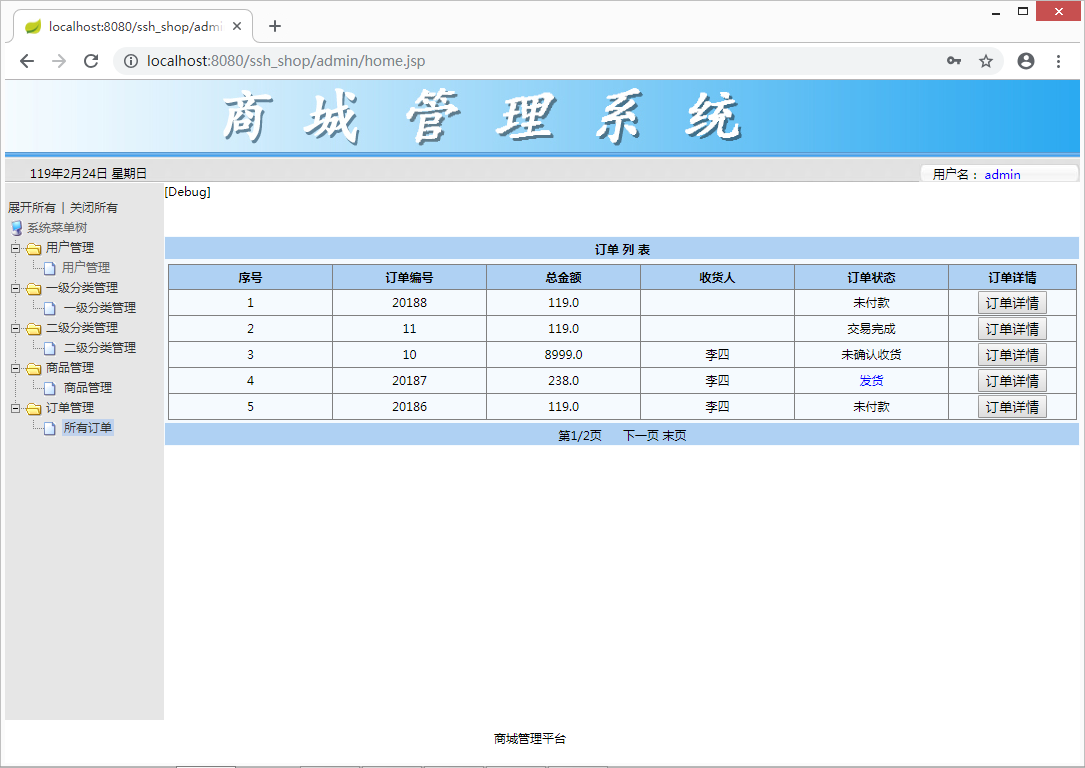 localhost:8080/ssh_shop/admi
localhost:8080/ssh_shop/admin/home.jsp
商城管理系统
119年2月24日 星期日
用户名： admin
[Debug]
展开所有 | 关闭所有
系统菜单树
用户管理
用户管理
一级分类管理
一级分类管理
二级分类管理
二级分类管理
商品管理
商品管理
订单管理
所有订单
订单列表
序号 订单编号 总金额 收货人 订单状态 订单详情
1 20188 119.0 未付款 订单详情
2 11 119.0 交易完成 订单详情
3 10 8999.0 李四 未确认收货 订单详情
4 20187 238.0 李四 发货 订单详情
5 20186 119.0 李四 未付款 订单详情
第1/2页 下一页 末页
商城管理平台